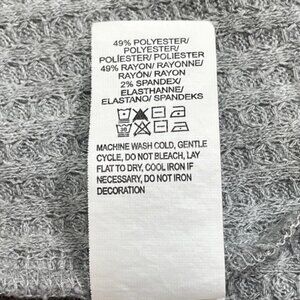 49% POLYESTER/
POLYESTER/
POLÍESTER/ POLIÉSTER
49% RAYON/ RAYONNE/
RAYÓN/ RAYON
2% SPANDEX/
ELASTHANNE/
ELASTANO/ SPANDEKS
MACHINE WASH COLD, GENTLE
CYCLE, DO NOT BLEACH, LAY
FLAT TO DRY, COOL IRON IF
NECESSARY, DO NOT IRON
DECORATION